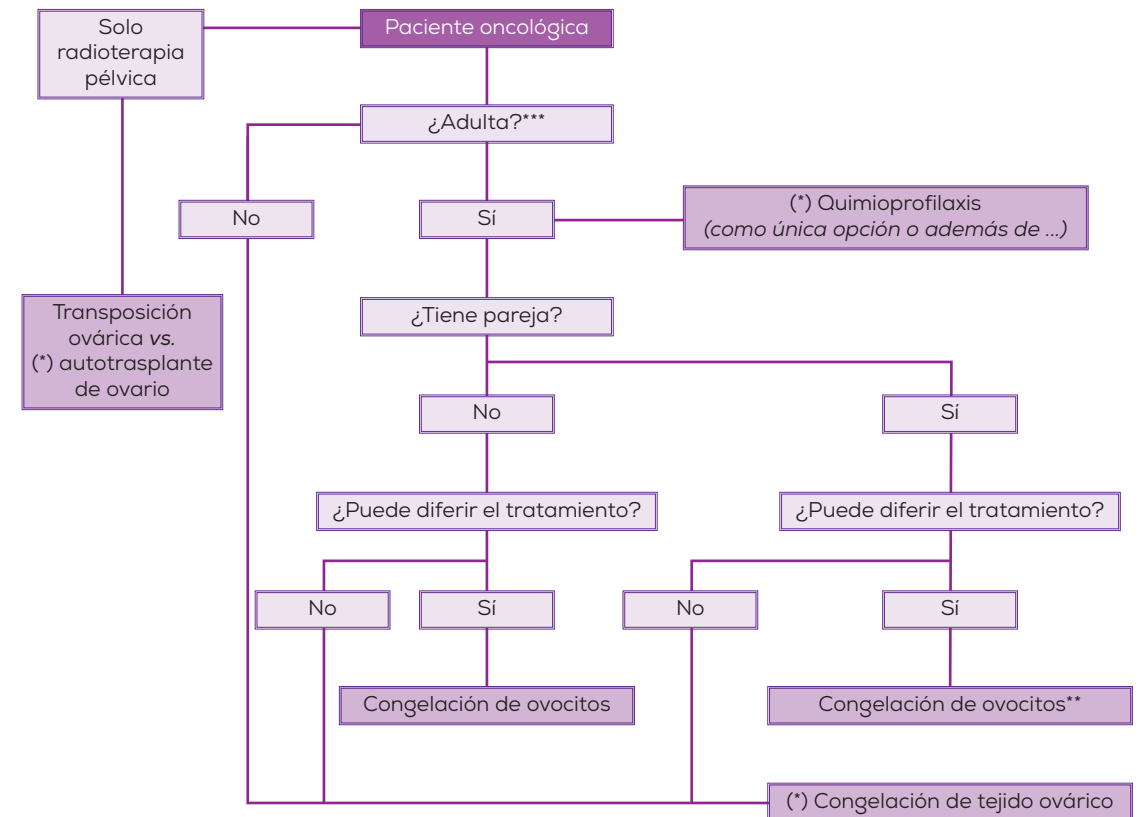 Solo
radioterapia
pélvica
Paciente oncológica
¿Adulta?***
No
Sí
(*) Quimioprofilaxis
(como única opción o además de ...)
Transposición
ovárica vs.
(*) autotrasplante
de ovario
¿Tiene pareja?
No
Sí
¿Puede diferir el tratamiento?
¿Puede diferir el tratamiento?
No
Sí
No
Sí
Congelación de ovocitos
Congelación de ovocitos**
(*) Congelación de tejido ovárico